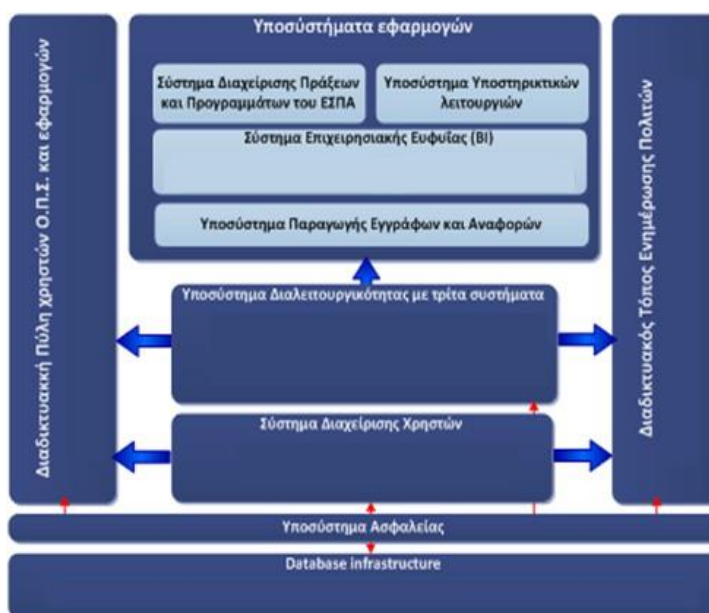 Υποσύστηματα εφαρμογών
Διαδικτυακκή Πύλη χρηστών Ο.Π.Σ. και εφαρμογών
Σύστημα Διαχείρισης Πράξεων
και Προγραμμάτων του ΕΣΠΑ
Υποσύστημα Υποστηρικτικών
λειτουργιών
Σύστημα Επιχειρησιακής Ευφυΐας (BI)
Υποσύστημα Παραγωγής Εγγράφων και Αναφορών
Διαδικτυακός Τόπος Ενημέρωσης Πολιτών
Υποσύστημα Διαλειτουργικότητας με τρίτα συστήματα
Σύστημα Διαχείρισης Χρηστών
Υποσύστημα Ασφαλείας
Database infrastructure